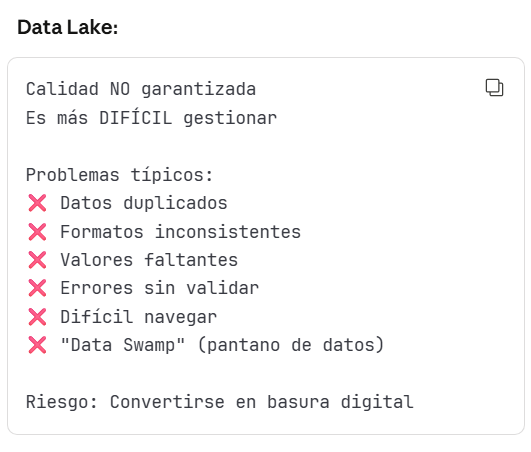 Data Lake:
Calidad NO garantizada
Es más DIFÍCIL gestionar
Problemas típicos:
❌ Datos duplicados
❌ Formatos inconsistentes
❌ Valores faltantes
❌ Errores sin validar
❌ Difícil navegar
❌ "Data Swamp" (pantano de datos)
Riesgo: Convertirse en basura digital